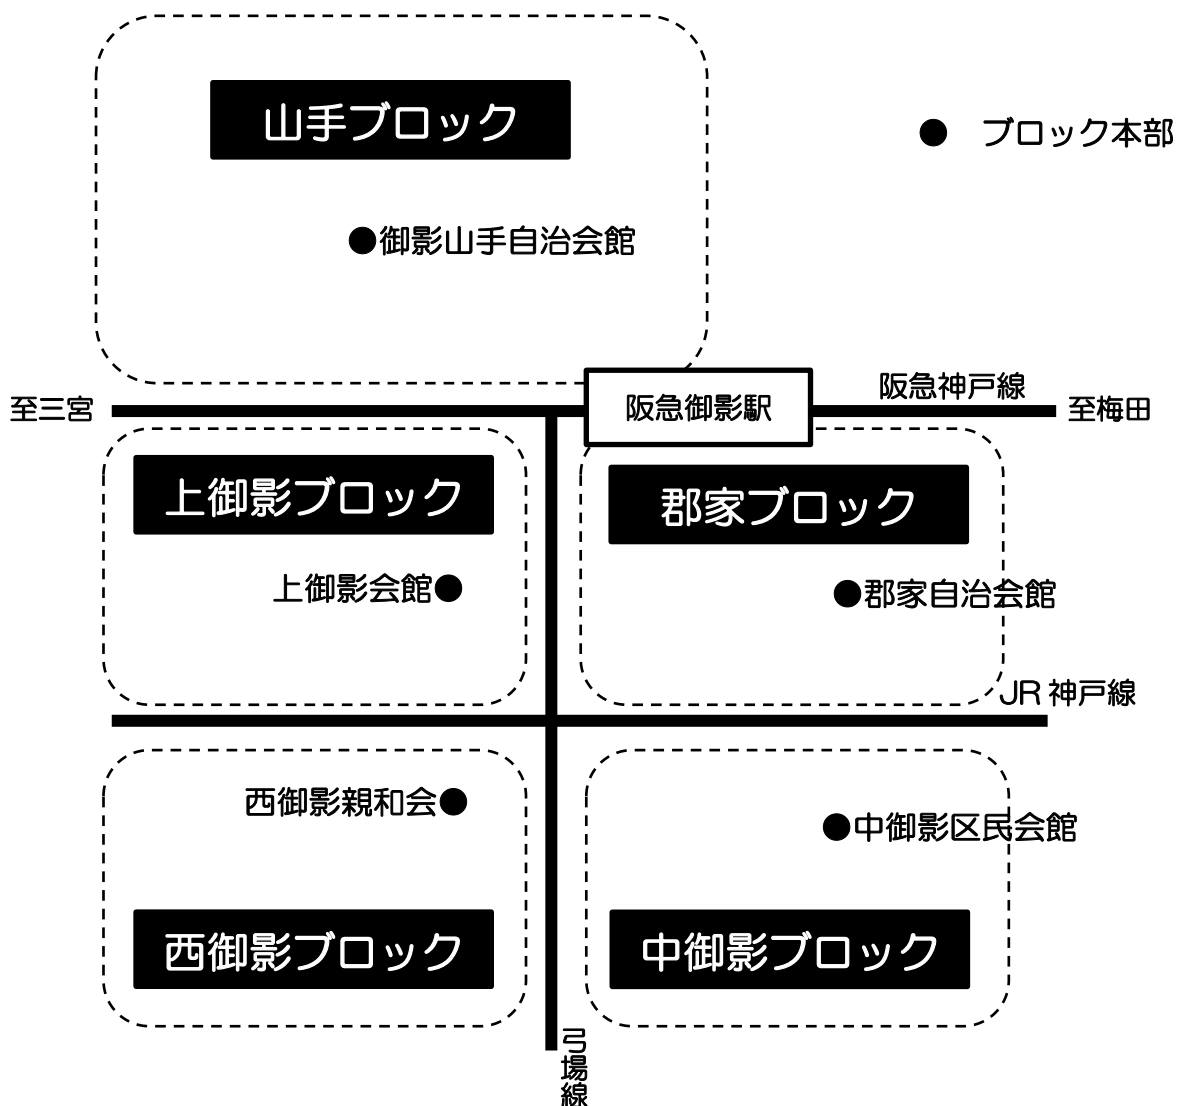 山手ブロック
● ブロック本部
●御影山手自治会館
阪急神戸線
至三宮
阪急御影駅
至梅田
上御影ブロック
郡家ブロック
上御影会館●
●郡家自治会館
JR 神戸線
西御影親和会●
●中御影区民会館
西御影ブロック
中御影ブロック
弓場線